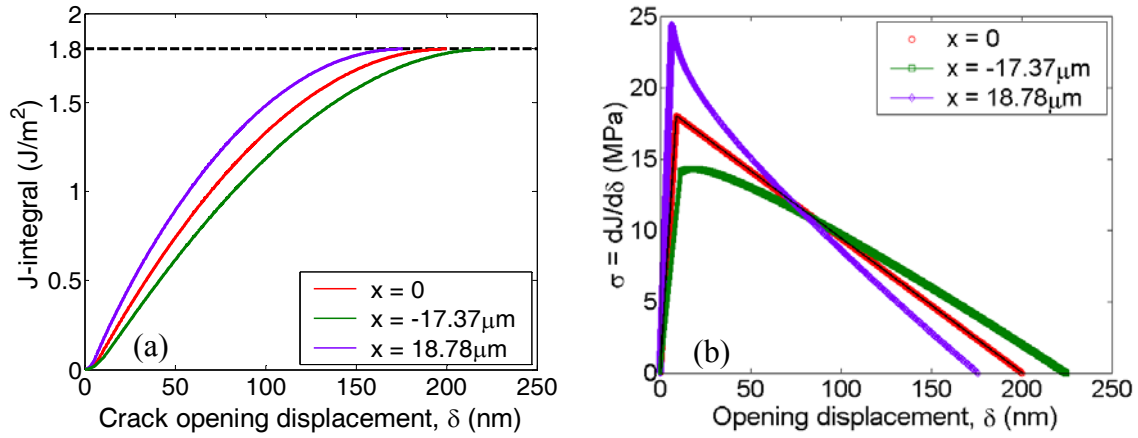 2
1.8
1.5
1
0.5
0
J-integral (J/m²)
x = 0
x = -17.37μm
x = 18.78μm
(a)
0 50 100 150 200 250
Crack opening displacement, δ (nm)
25
20
15
10
5
0
σ = dJ/dδ (MPa)
x = 0
x = -17.37μm
x = 18.78μm
(b)
0 50 100 150 200 250
Opening displacement, δ (nm)